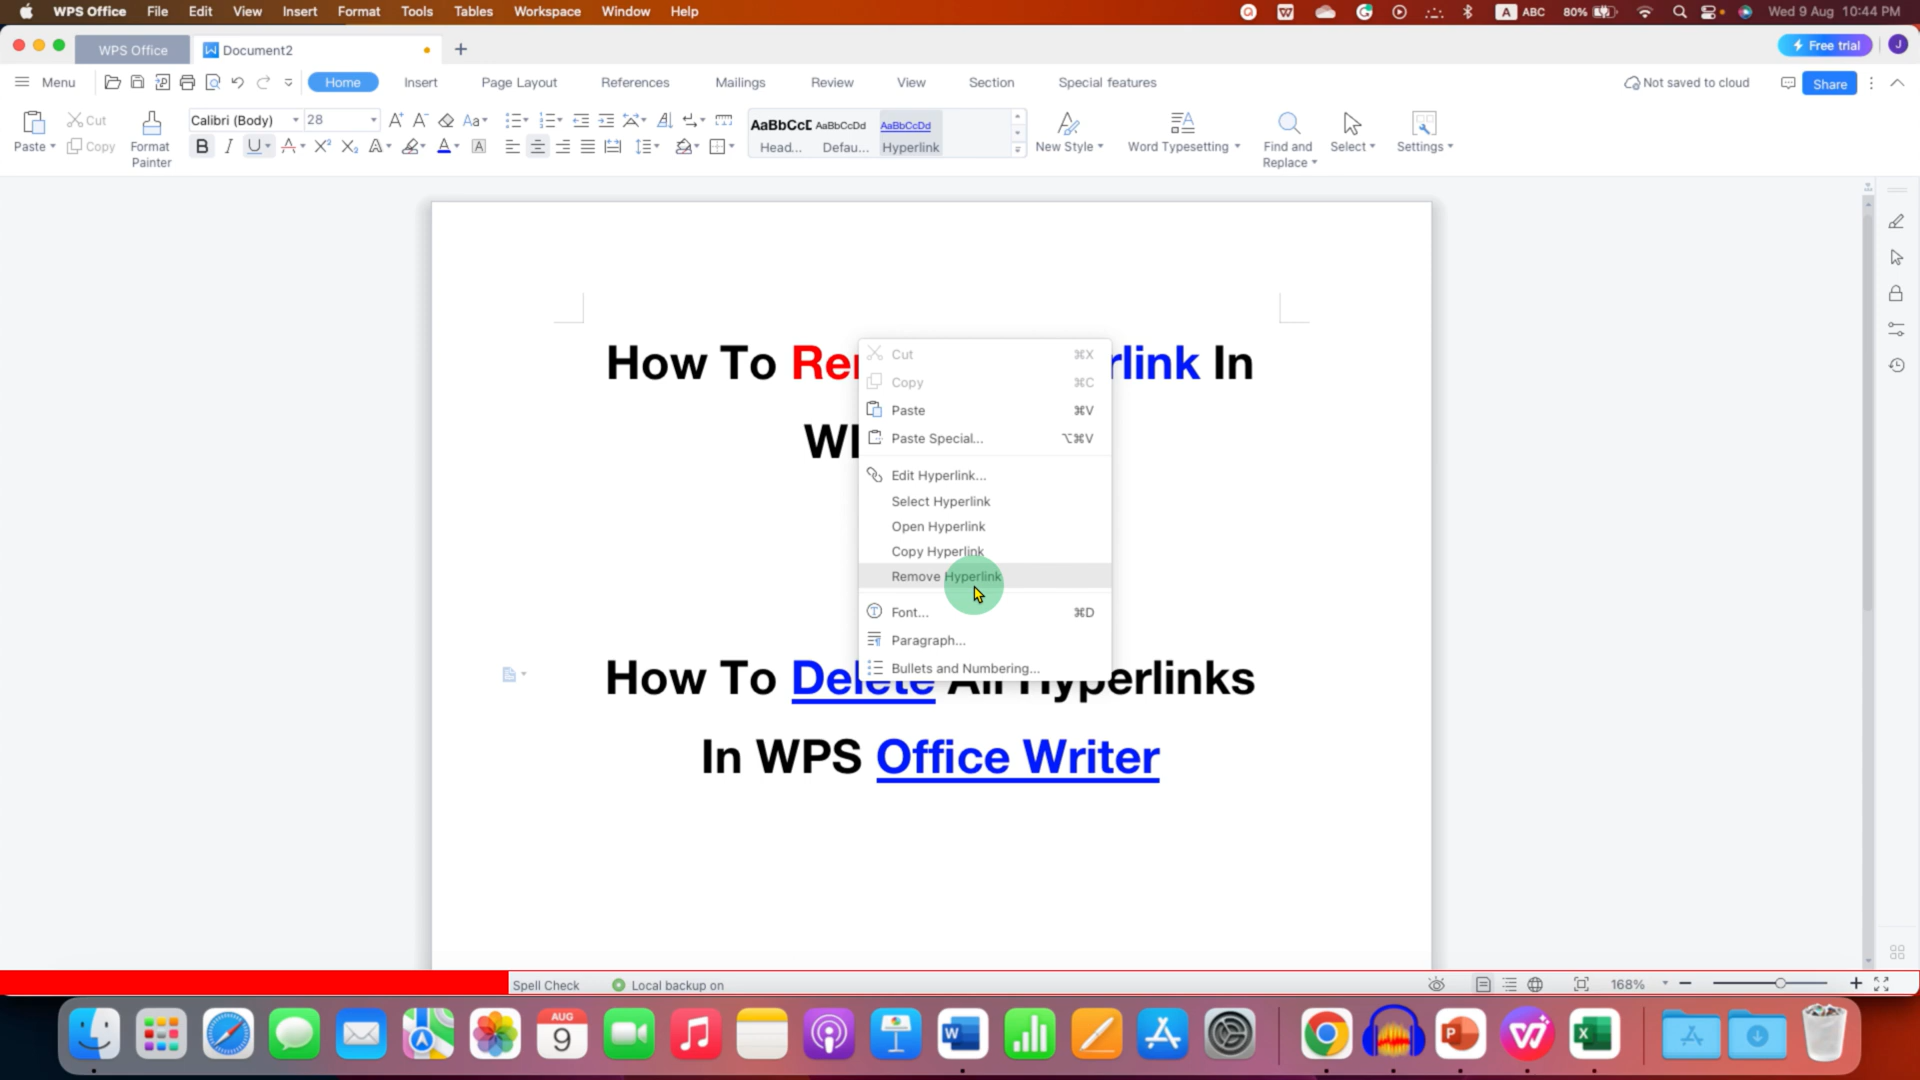 WPS Office File Edit View Insert Format Tools Tables Workspace Window Help A ABC 80% Wed 9 Aug 10:44 PM
WPS Office Document2 Free trial J
Menu Home Insert Page Layout References Mailings Review View Section Special features Not saved to cloud Share
Paste Cut Copy Format Painter Calibri (Body) 28 AaBbCcDd AaBbCcDd New Style Word Typesetting Find and Replace Select Settings
Head... Defau... Hyperlink
How To Rem rlink In
Cut ⌘X
Copy ⌘C
Paste ⌘V
Paste Special... ⌥⌘V
Edit Hyperlink...
Select Hyperlink
Open Hyperlink
Copy Hyperlink
Remove Hyperlink
Font... ⌘D
Paragraph...
Bullets and Numbering...
How To Delete All Hyperlinks
In WPS Office Writer
Spell Check Local backup on 168%
AUG
9